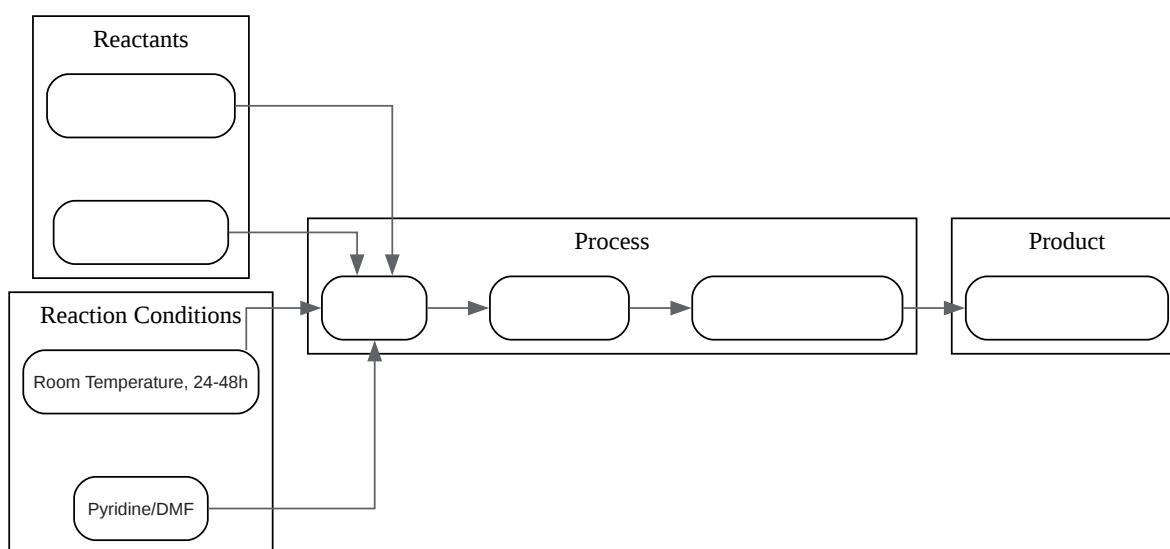 Reactants
Process
Product
Reaction Conditions
Room Temperature, 24-48h
Pyridine/DMF